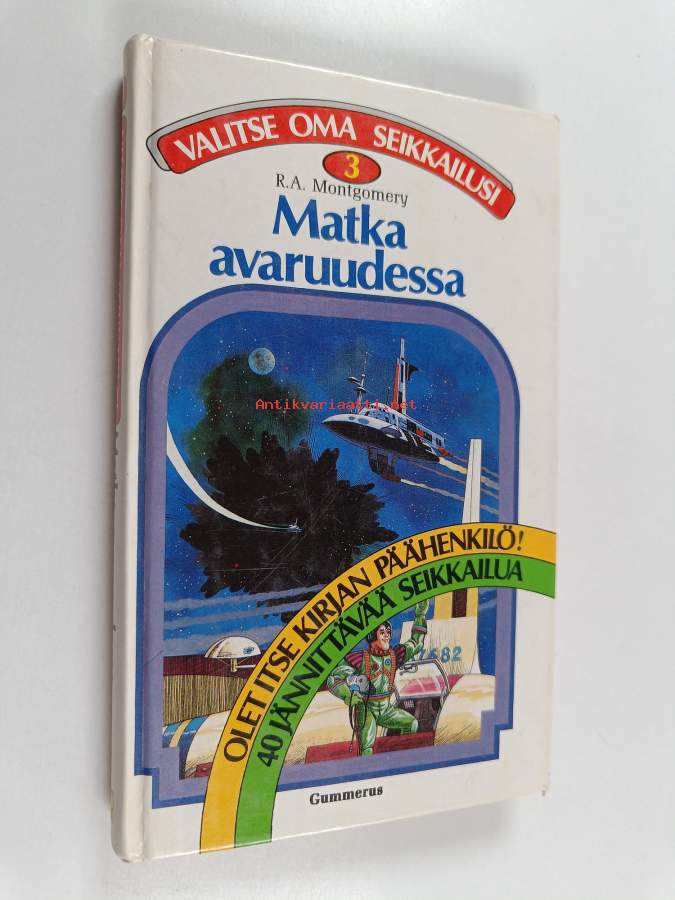 VALITSE OMA SEIKKAILUSI
3
R.A. Montgomery
Matka
avaruudessa
Antikvariaatti.net
OLET ITSE KIRJAN PÄÄHENKILÖ!
40 JÄNNITTÄVÄÄ SEIKKAILUA
7582
Gummerus